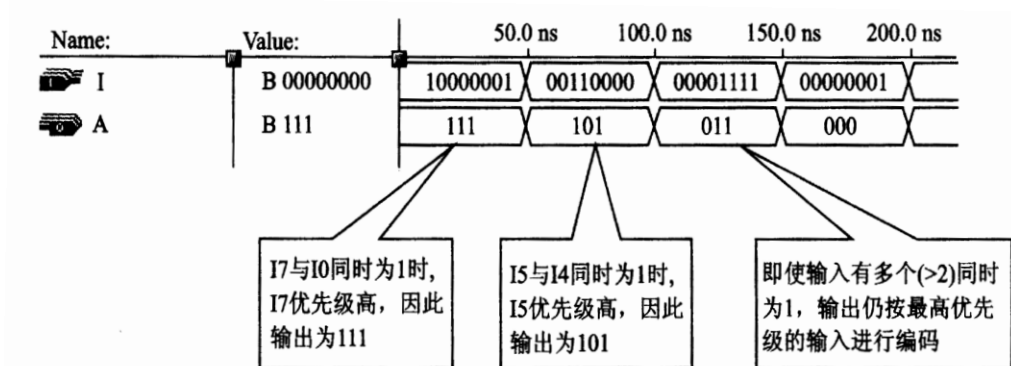 Name: Value: 50.0 ns 100.0 ns 150.0 ns 200.0 ns
I B 00000000 10000001 00110000 00001111 00000001
A B 111 111 101 011 000
I7与I0同时为1时,
I7优先级高，因此
输出为111
I5与I4同时为1时,
I5优先级高，因此
输出为101
即使输入有多个(>2)同时
为1，输出仍按最高优先
级的输入进行编码